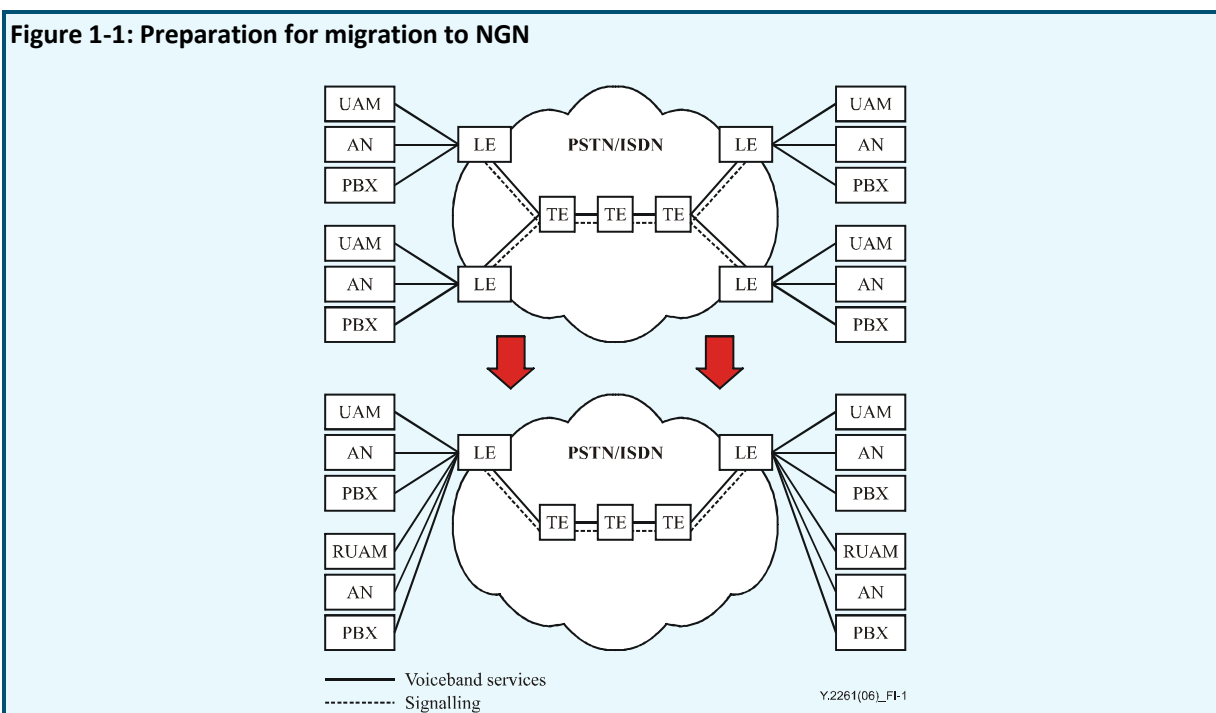 Figure 1-1: Preparation for migration to NGN
UAM
AN
PBX
LE
PSTN/ISDN
LE
UAM
AN
PBX
TE
TE
TE
UAM
AN
PBX
LE
LE
UAM
AN
PBX
UAM
AN
PBX
LE
PSTN/ISDN
LE
UAM
AN
PBX
TE
TE
TE
RUAM
AN
PBX
RUAM
AN
PBX
Voiceband services
Signalling
Y.2261(06)_FI-1